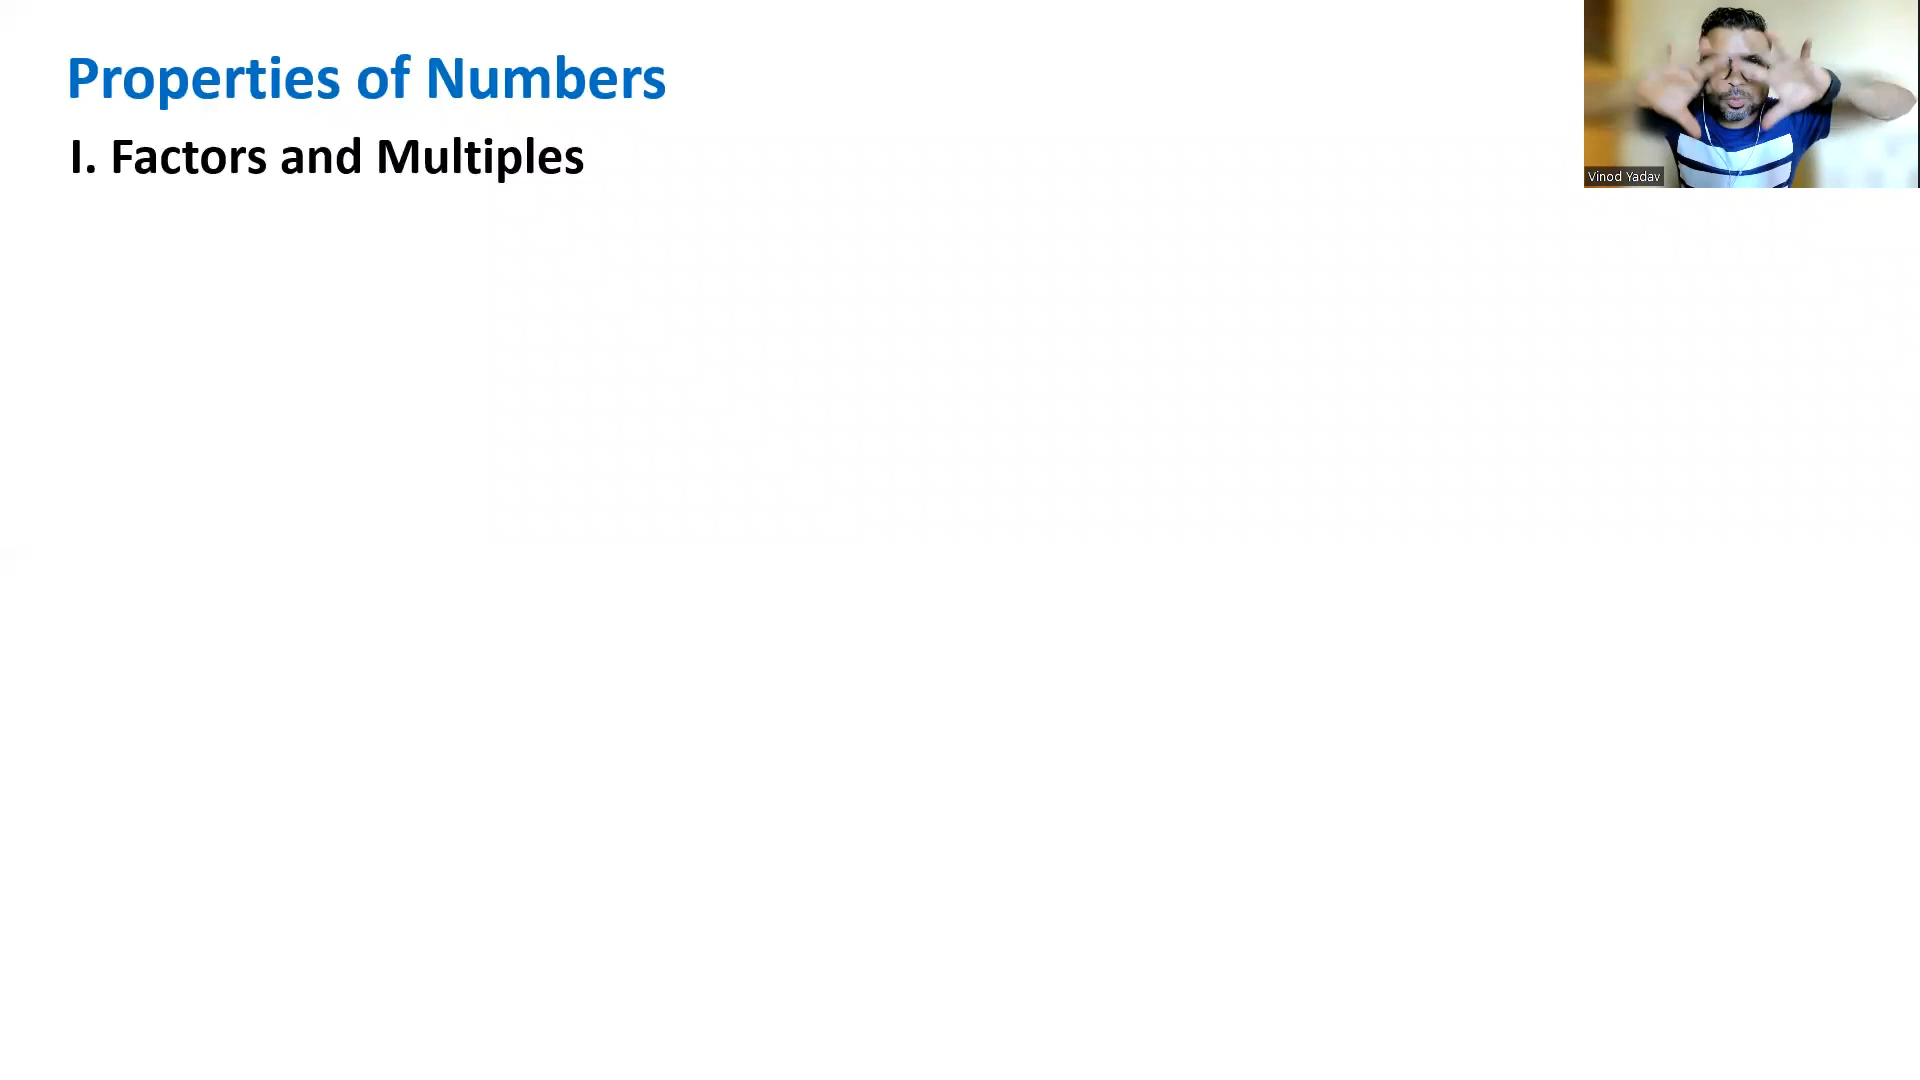 Properties of Numbers
I. Factors and Multiples
Vinod Yadav